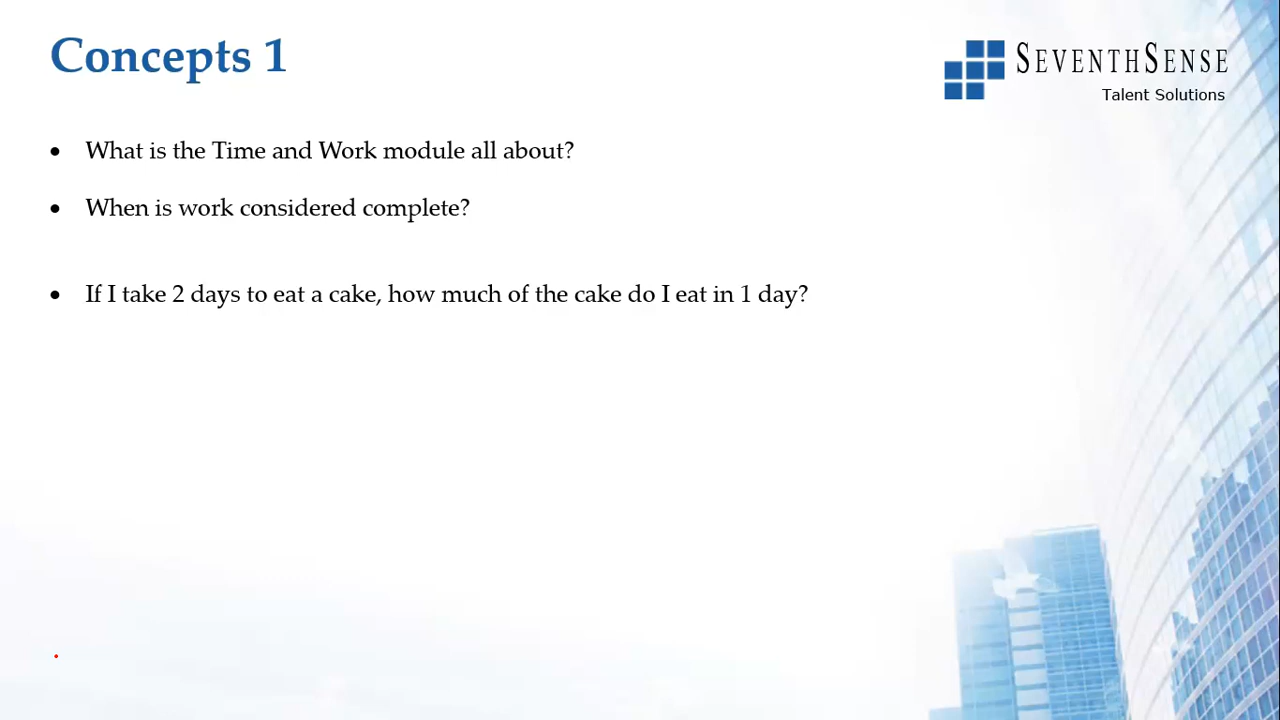 Concepts 1
SEVENTHSENSE
Talent Solutions
• What is the Time and Work module all about?
• When is work considered complete?
• If I take 2 days to eat a cake, how much of the cake do I eat in 1 day?